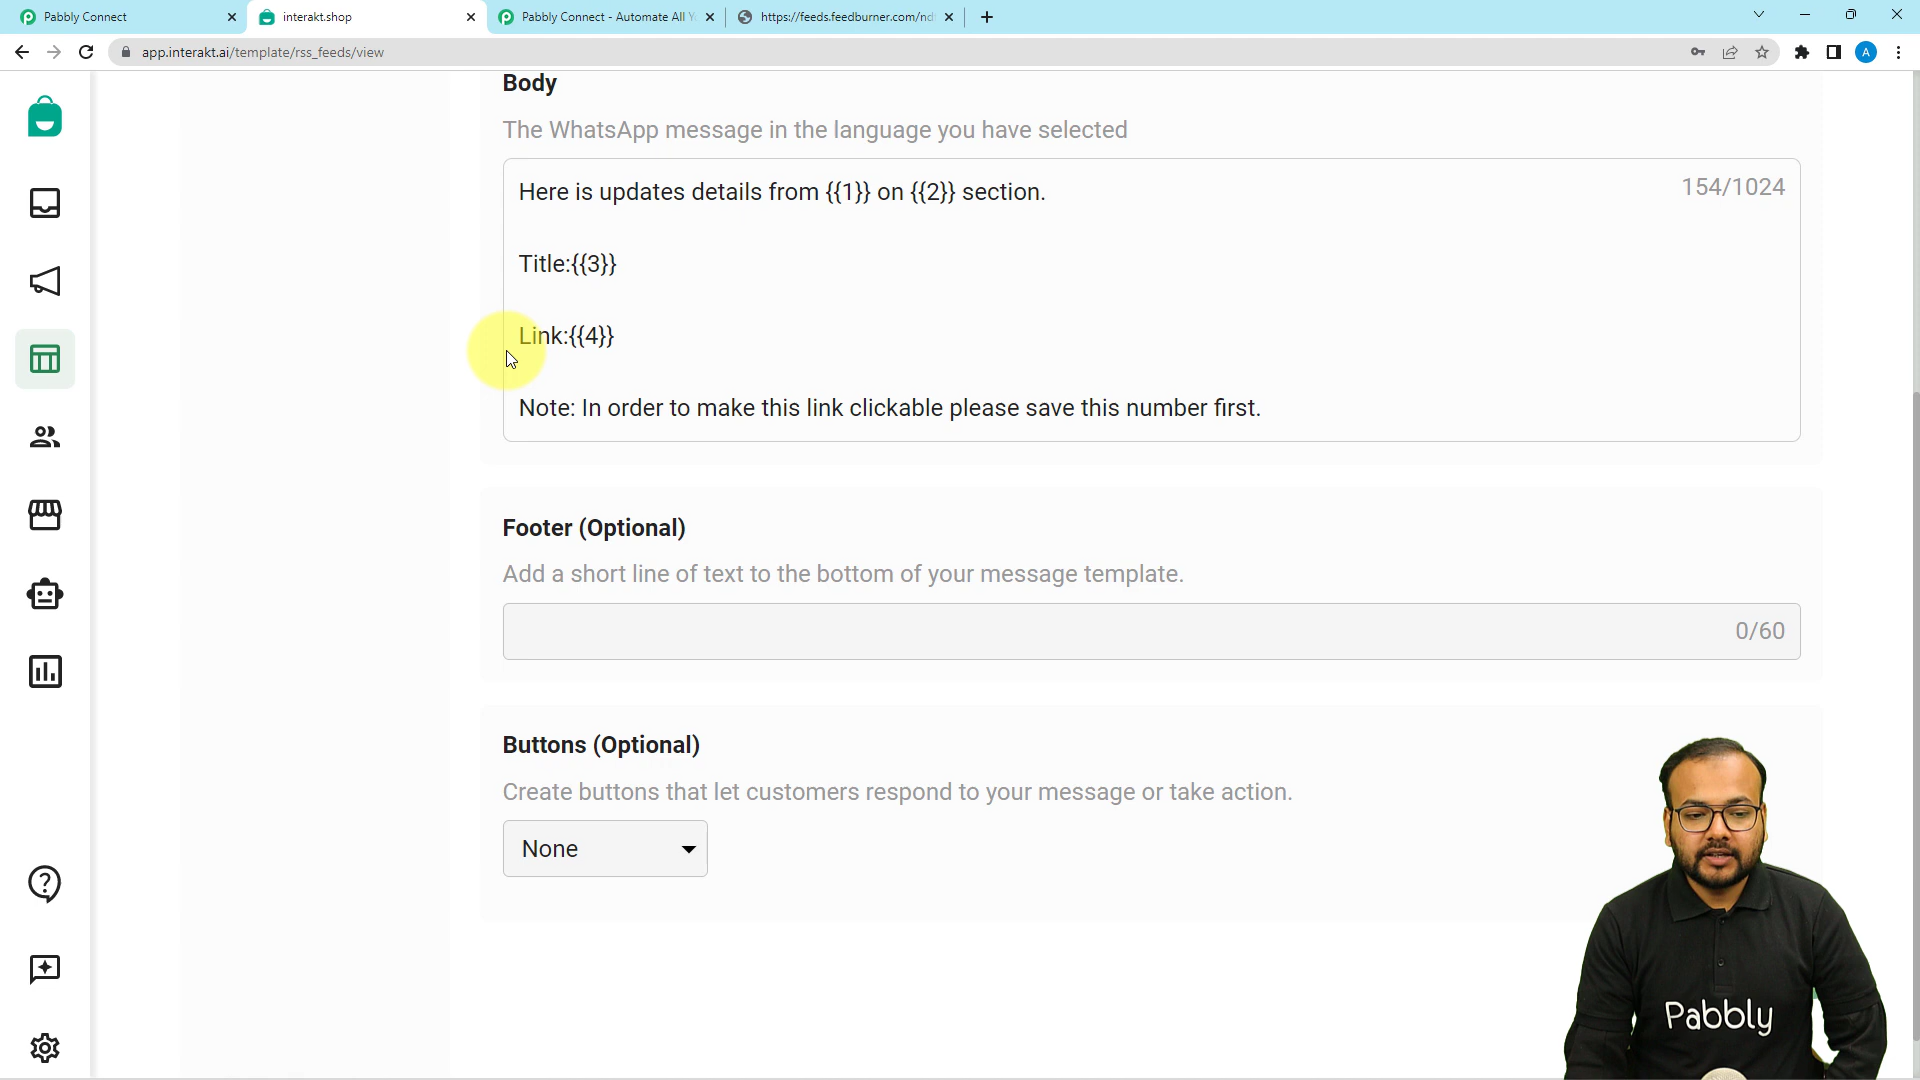 Pabbly Connect
interakt.shop
Pabbly Connect - Automate All Y
https://feeds.feedburner.com/nd
app.interakt.ai/template/rss_feeds/view
A
Body
The WhatsApp message in the language you have selected
Here is updates details from {{1}} on {{2}} section.
154/1024
Title:{{3}}
Link:{{4}}
Note: In order to make this link clickable please save this number first.
Footer (Optional)
Add a short line of text to the bottom of your message template.
0/60
Buttons (Optional)
Create buttons that let customers respond to your message or take action.
None
Pabbly